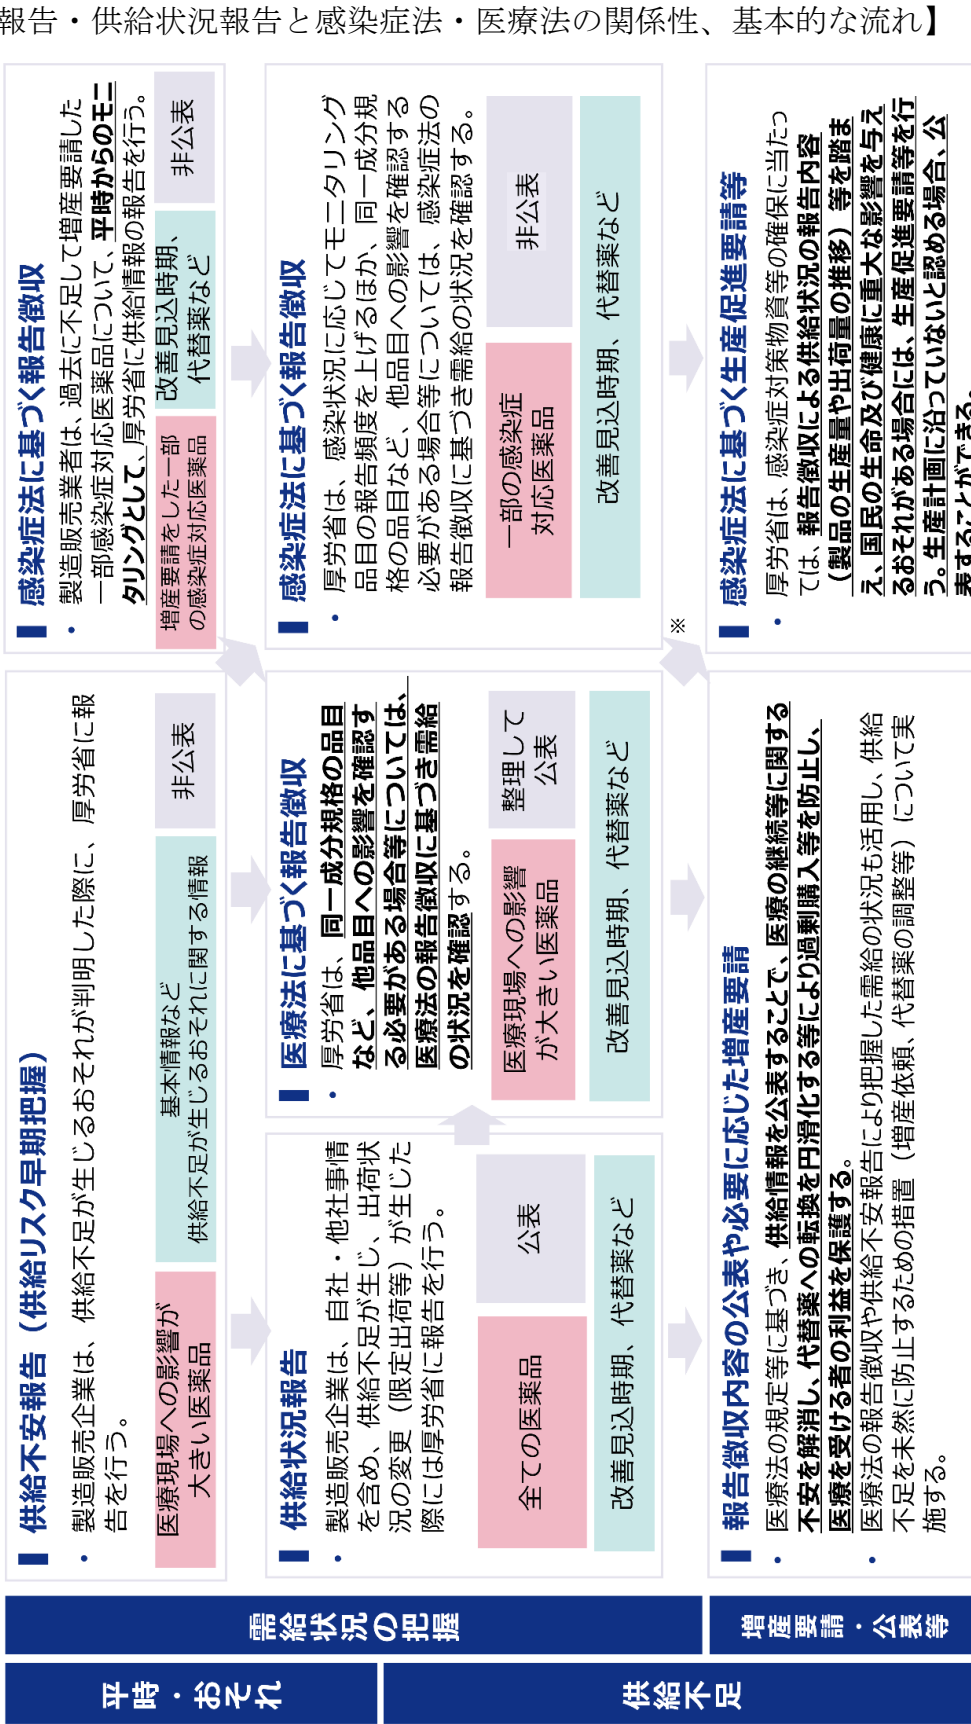 報告・供給状況報告と感染症法・医療法の関係性、基本的な流れ】
平時・おそれ
供給不足
需給状況の把握
増産要請・公表等
供給不安報告（供給リスク早期把握）
・製造販売企業は、供給不足が生じるおそれが判明した際に、厚労省に報
告を行う。
医療現場への影響が
大きい医薬品
基本情報など
供給不足が生じるおそれに関する情報
非公表
感染症法に基づく報告徴収
・製造販売業者は、過去に不足して増産要請した
一部感染症対応医薬品について、平時からのモニ
タリングとして、厚労省に供給情報の報告を行う。
増産要請をした一部
の感染症対応医薬品
改善見込時期、
代替薬など
非公表
供給状況報告
・製造販売企業は、自社・他社事情
を含め、供給不足が生じ、出荷状
況の変更（限定出荷等）が生じた
際には厚労省に報告を行う。
全ての医薬品
公表
改善見込時期、代替薬など
医療法に基づく報告徴収
・厚労省は、同一成分規格の品目
など、他品目への影響を確認す
る必要がある場合等については、
医療法の報告徴収に基づき需給
の状況を確認する。
医療現場への影響
が大きい医薬品
整理して
公表
改善見込時期、代替薬など
感染症法に基づく報告徴収
・厚労省は、感染状況に応じてモニタリング
品目の報告頻度を上げるほか、同一成分規
格の品目など、他品目への影響を確認する
必要がある場合等については、感染症法の
報告徴収に基づき需給の状況を確認する。
一部の感染症
対応医薬品
非公表
改善見込時期、代替薬など
※
報告徴収内容の公表や必要に応じた増産要請
・医療法の規定等に基づき、供給情報を公表することで、医療の継続等に関する
不安を解消し、代替薬への転換を円滑化する等により過剰購入等を防止し、
医療を受ける者の利益を保護する。
・医療法の報告徴収や供給不安報告により把握した需給の状況も活用し、供給
不足を未然に防止するための措置（増産依頼、代替薬の調整等）について実
施する。
感染症法に基づく生産促進要請等
・厚労省は、感染症対策物資等の確保に当たっ
ては、報告徴収による供給状況の報告内容
（製品の生産量や出荷量の推移）等を踏ま
え、国民の生命及び健康に重大な影響を与え
るおそれがある場合には、生産促進要請等を行
う。生産計画に沿っていないと認める場合、公
表することができる。